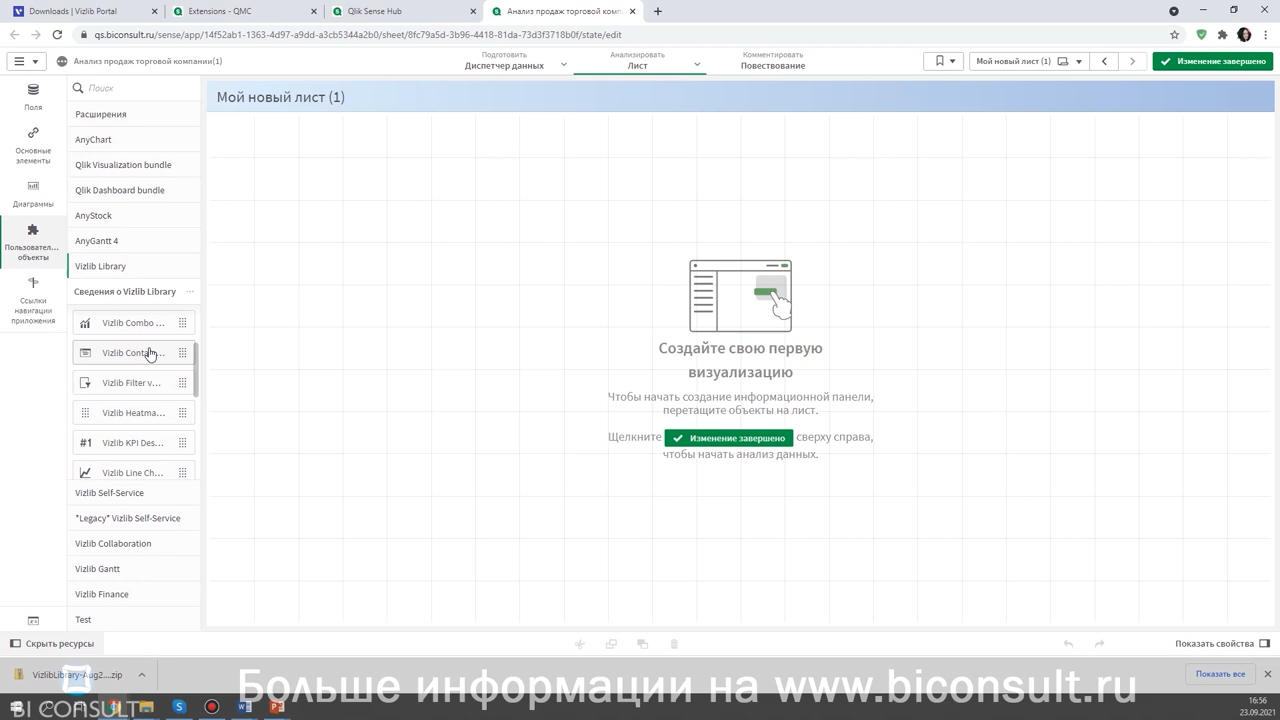 Downloads | Vizlib Portal
Extensions - QMC
Qlik Sense Hub
Анализ продаж торговой комп
qs.biconsult.ru/sense/app/14f52ab1-1363-4d97-a9dd-a3cb5344a2b0/sheet/8fc79a5d-3b96-4418-81da-73d3f3718b0f/state/edit
Анализ продаж торговой компании(1)
Подготовить
Диспетчер данных
Анализировать
Лист
Комментировать
Повествование
Мой новый лист (1)
Изменение завершено
Поля
Основные
элементы
Диаграммы
Пользовател...
объекты
Ссылки
навигации
приложения
Поиск
Расширения
AnyChart
Qlik Visualization bundle
Qlik Dashboard bundle
AnyStock
AnyGantt 4
Vizlib Library
Сведения о Vizlib Library
Vizlib Combo ...
Vizlib Conta...
Vizlib Filter v...
Vizlib Heatma...
#1 Vizlib KPI Des...
Vizlib Line Ch...
Vizlib Self-Service
*Legacy* Vizlib Self-Service
Vizlib Collaboration
Vizlib Gantt
Vizlib Finance
Test
Мой новый лист (1)
Создайте свою первую
визуализацию
Чтобы начать создание информационной панели,
перетащите объекты на лист.
Щелкните Изменение завершено сверху справа,
чтобы начать анализ данных.
Скрыть ресурсы
Показать свойства
VizlibLibrary-Aug2....zip
Показать все
Больше информации на www.biconsult.ru
BI CONSULT
16:56
23.09.2021